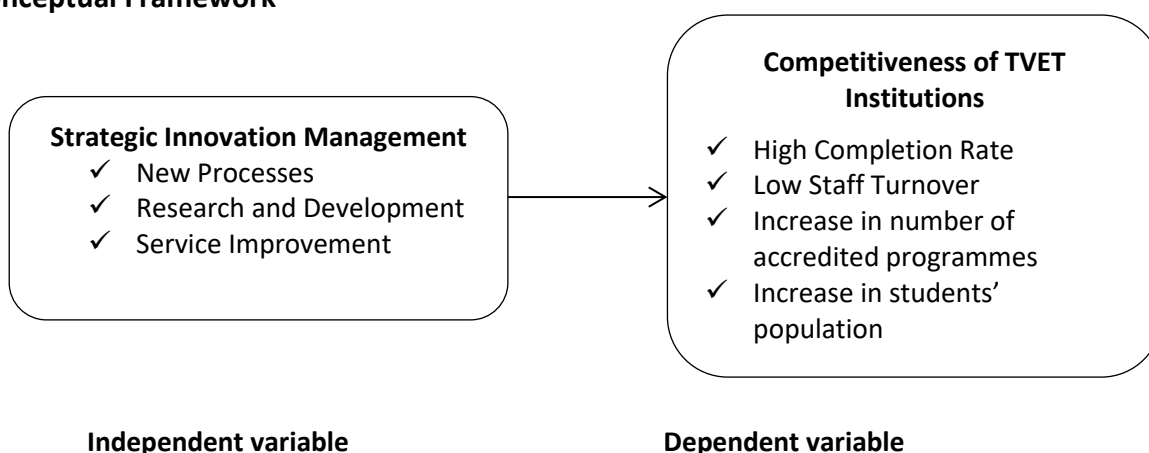 nceptual Framework
Strategic Innovation Management
✓ New Processes
✓ Research and Development
✓ Service Improvement
Competitiveness of TVET
Institutions
✓ High Completion Rate
✓ Low Staff Turnover
✓ Increase in number of
accredited programmes
✓ Increase in students’
population
Independent variable
Dependent variable